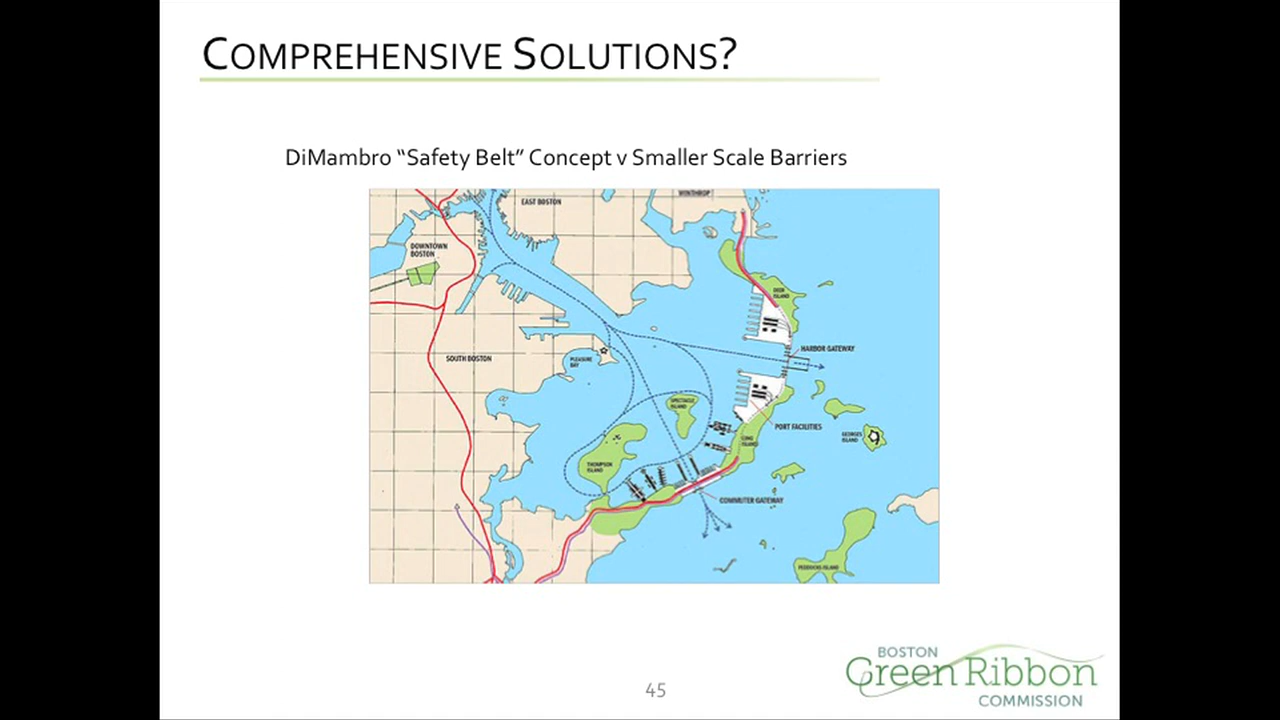 COMPREHENSIVE SOLUTIONS?
DiMambro “Safety Belt” Concept v Smaller Scale Barriers
WINTHROP
EAST BOSTON
DOWNTOWN
BOSTON
DEER
ISLAND
HARBOR GATEWAY
SOUTH BOSTON
PLEASURE
BAY
SPECTACLE
ISLAND
PORT FACILITIES
LONG
ISLAND
GEORGES
ISLAND
THOMPSON
ISLAND
COMMUTER GATEWAY
PEDDOCKS ISLAND
45
BOSTON
Green Ribbon
COMMISSION